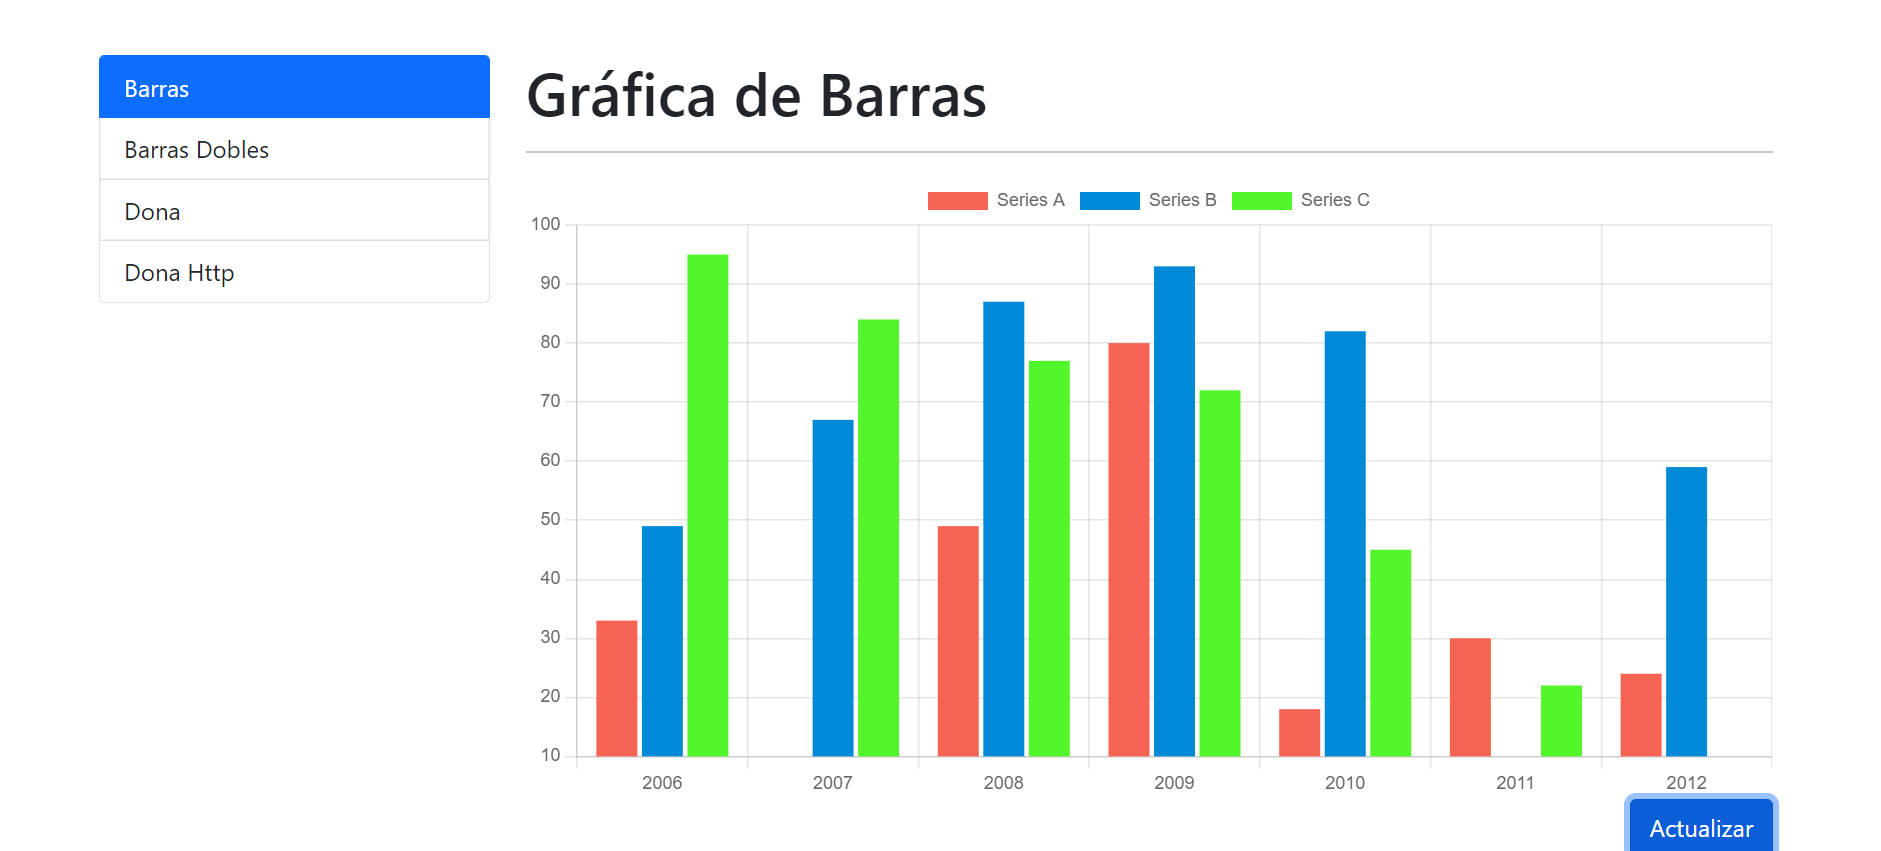 Barras
Barras Dobles
Dona
Dona Http
Gráfica de Barras
Series A Series B Series C
100
90
80
70
60
50
40
30
20
10
2006 2007 2008 2009 2010 2011 2012
Actualizar